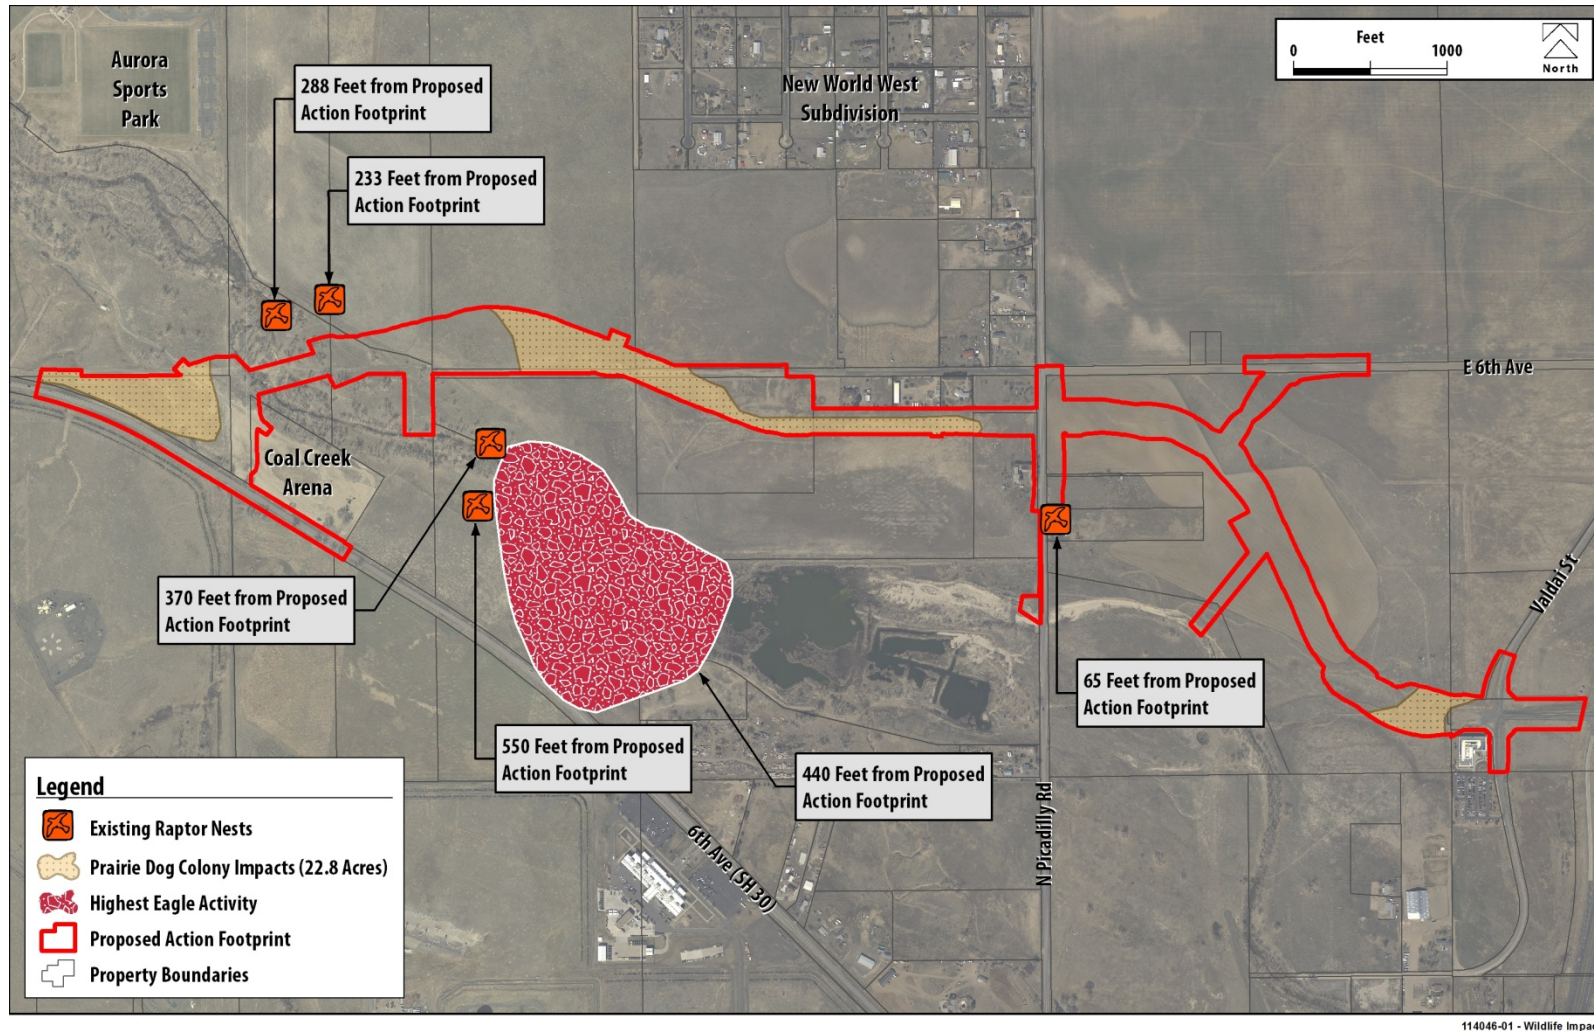 Aurora
Sports
Park
288 Feet from Proposed
Action Footprint
233 Feet from Proposed
Action Footprint
New World West
Subdivision
Feet
0 1000
North
E 6th Ave
Coal Creek
Arena
370 Feet from Proposed
Action Footprint
550 Feet from Proposed
Action Footprint
440 Feet from Proposed
Action Footprint
65 Feet from Proposed
Action Footprint
Valdai St
N Picadilly Rd
6th Ave (SH 30)
Legend
Existing Raptor Nests
Prairie Dog Colony Impacts (22.8 Acres)
Highest Eagle Activity
Proposed Action Footprint
Property Boundaries
114046-01 - Wildlife Impa